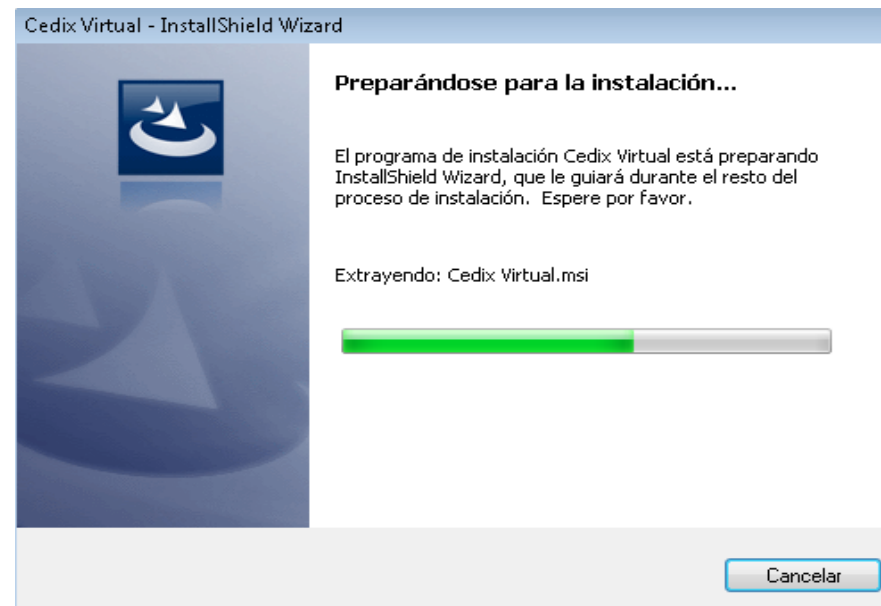 Cedix Virtual - InstallShield Wizard
Preparándose para la instalación...
El programa de instalación Cedix Virtual está preparando
InstallShield Wizard, que le guiará durante el resto del
proceso de instalación.  Espere por favor.
Extrayendo: Cedix Virtual.msi
Cancelar